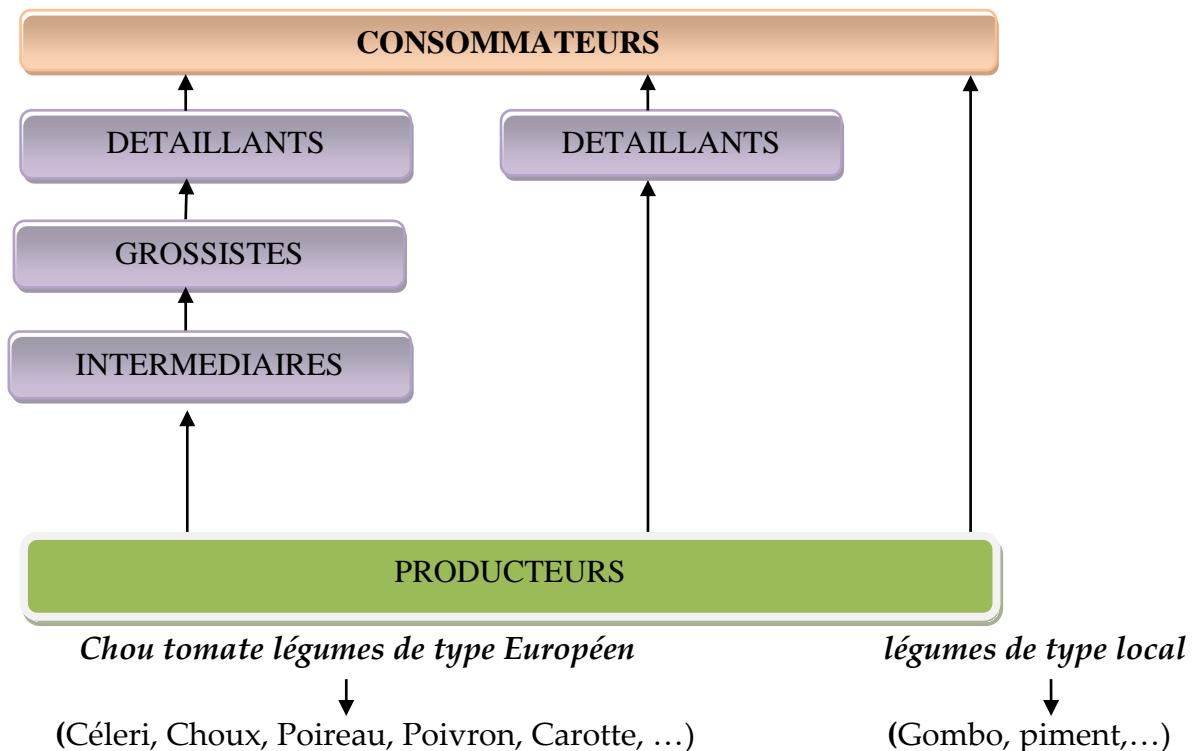 CONSOMMATEURS
DETAILLANTS DETAILLANTS
GROSSISTES
INTERMEDIAIRES
PRODUCTEURS
Chou tomate légumes de type Européen légumes de type local
(Céleri, Choux, Poireau, Poivron, Carotte, …) (Gombo, piment,…)